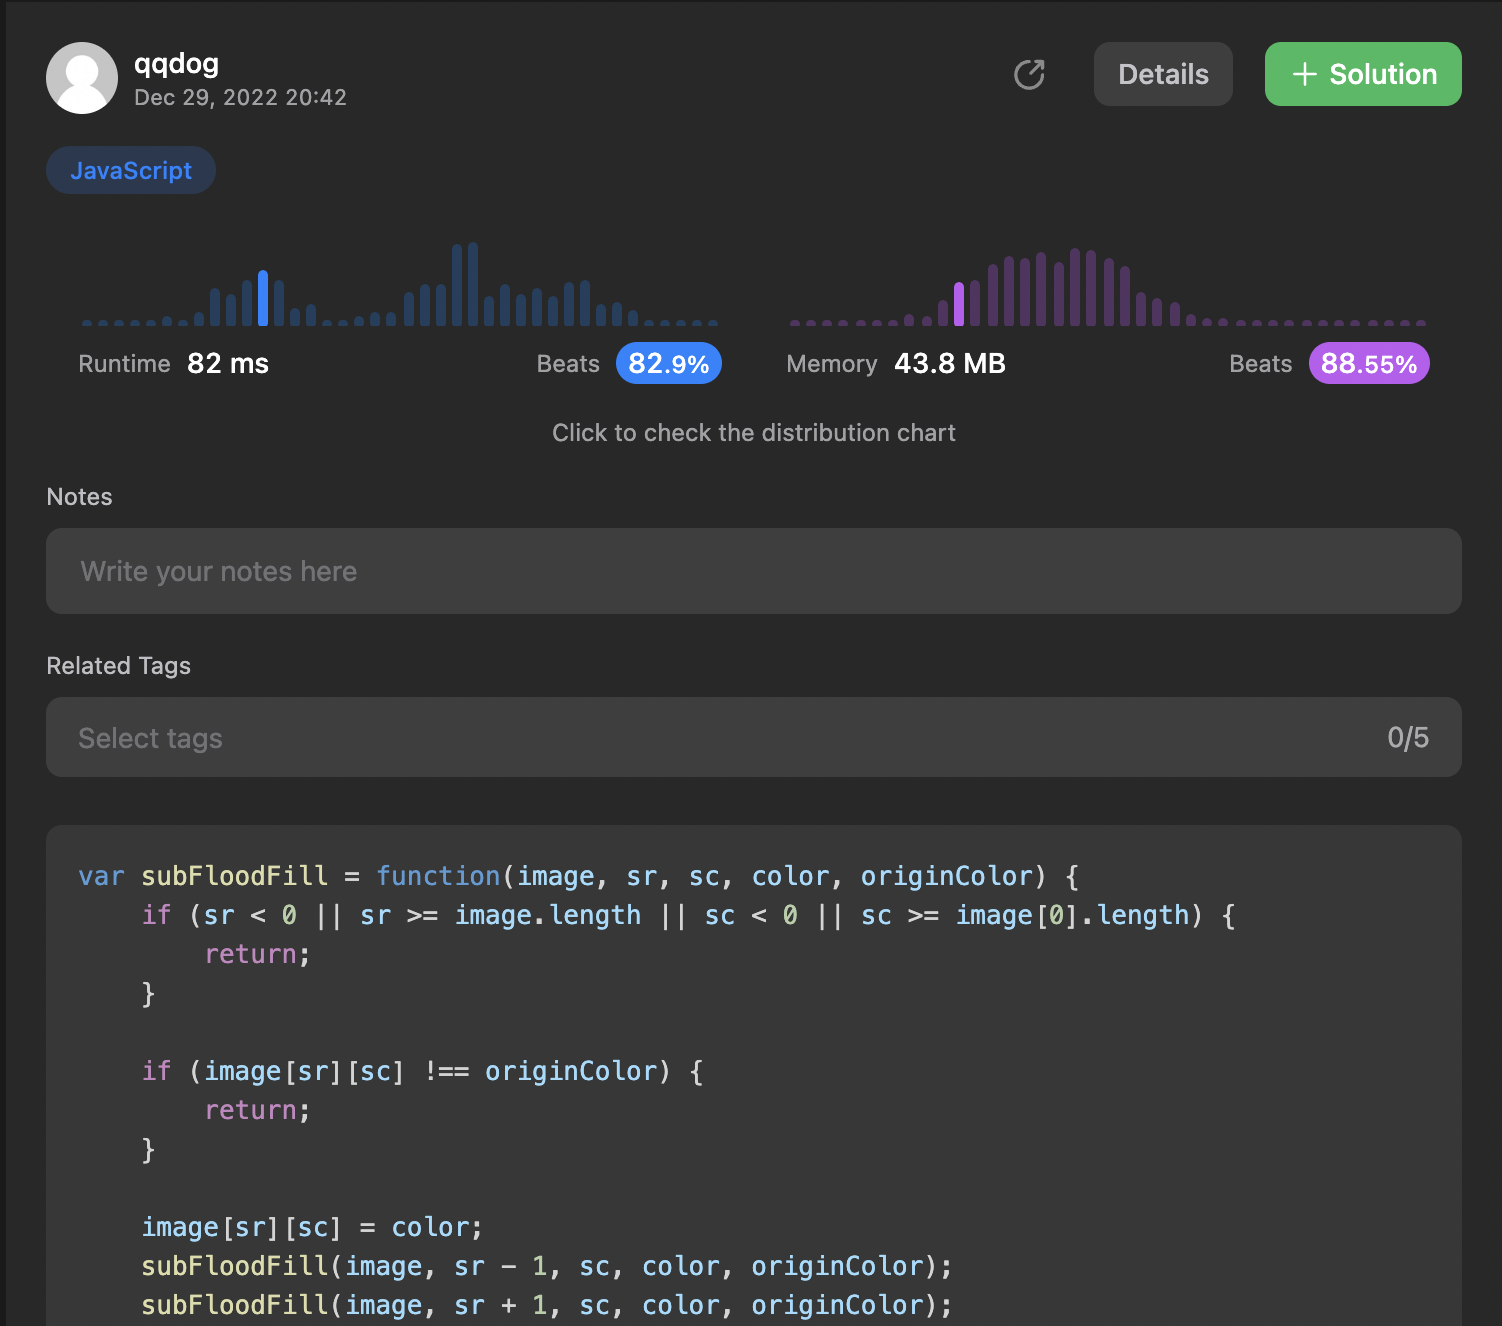 qqdog
Dec 29, 2022 20:42
Details
+ Solution
JavaScript
Runtime 82 ms Beats 82.9%
Memory 43.8 MB Beats 88.55%
Click to check the distribution chart
Notes
Write your notes here
Related Tags
Select tags 0/5
var subFloodFill = function(image, sr, sc, color, originColor) {
    if (sr < 0 || sr >= image.length || sc < 0 || sc >= image[0].length) {
        return;
    }

    if (image[sr][sc] !== originColor) {
        return;
    }

    image[sr][sc] = color;
    subFloodFill(image, sr - 1, sc, color, originColor);
    subFloodFill(image, sr + 1, sc, color, originColor);